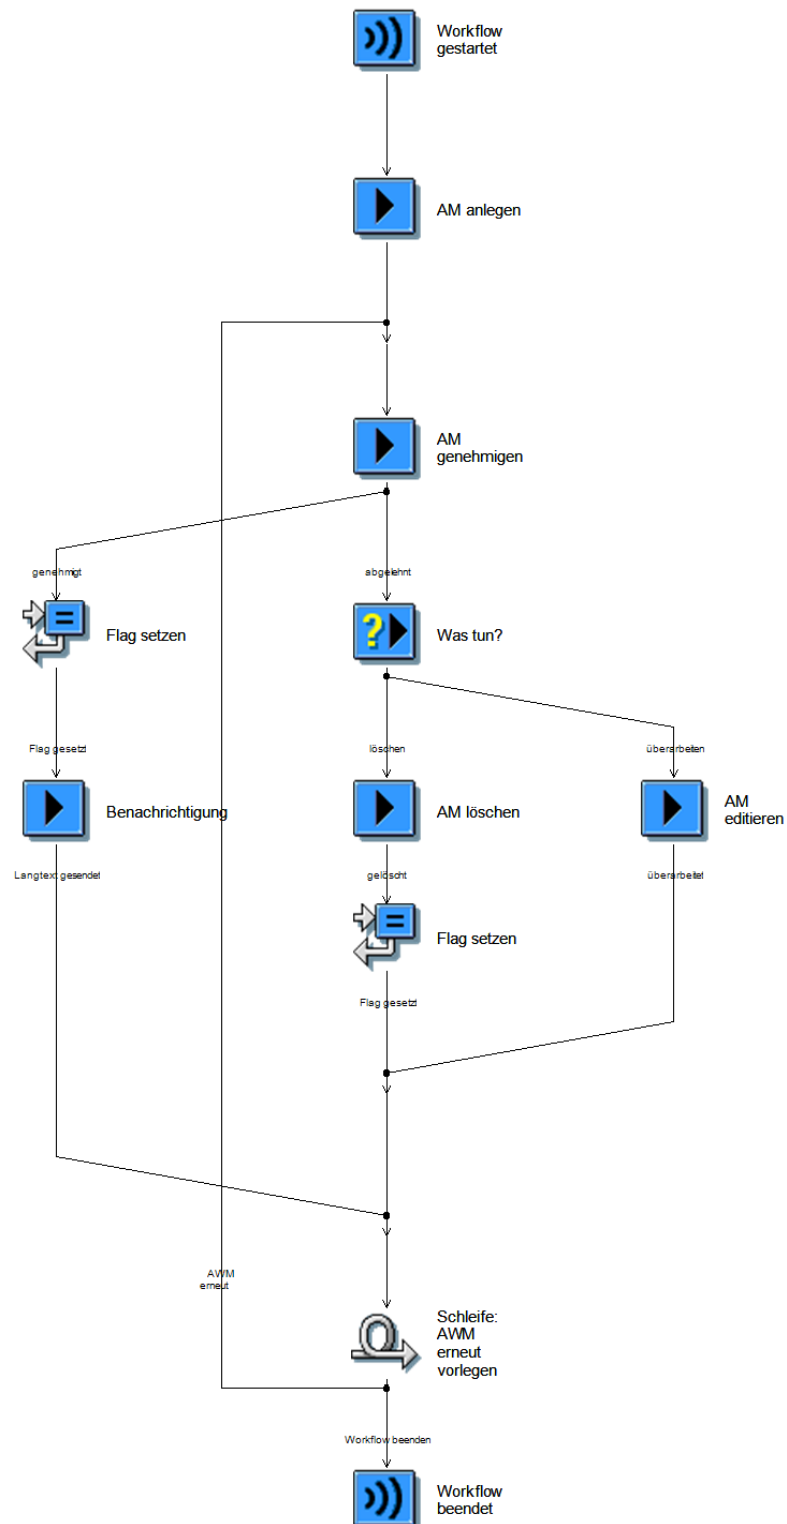 Workflow
gestartet
AM anlegen
AM
genehmigen
genehmigt
abgelehnt
Flag setzen
Was tun?
Flag gesetzt
löschen
überarbeiten
Benachrichtigung
AM löschen
AM
editieren
Langtext gesendet
gelöscht
überarbeitet
Flag setzen
Flag gesetzt
AWM
erneut
Schleife:
AWM
erneut
vorlegen
Workflow beenden
Workflow
beendet